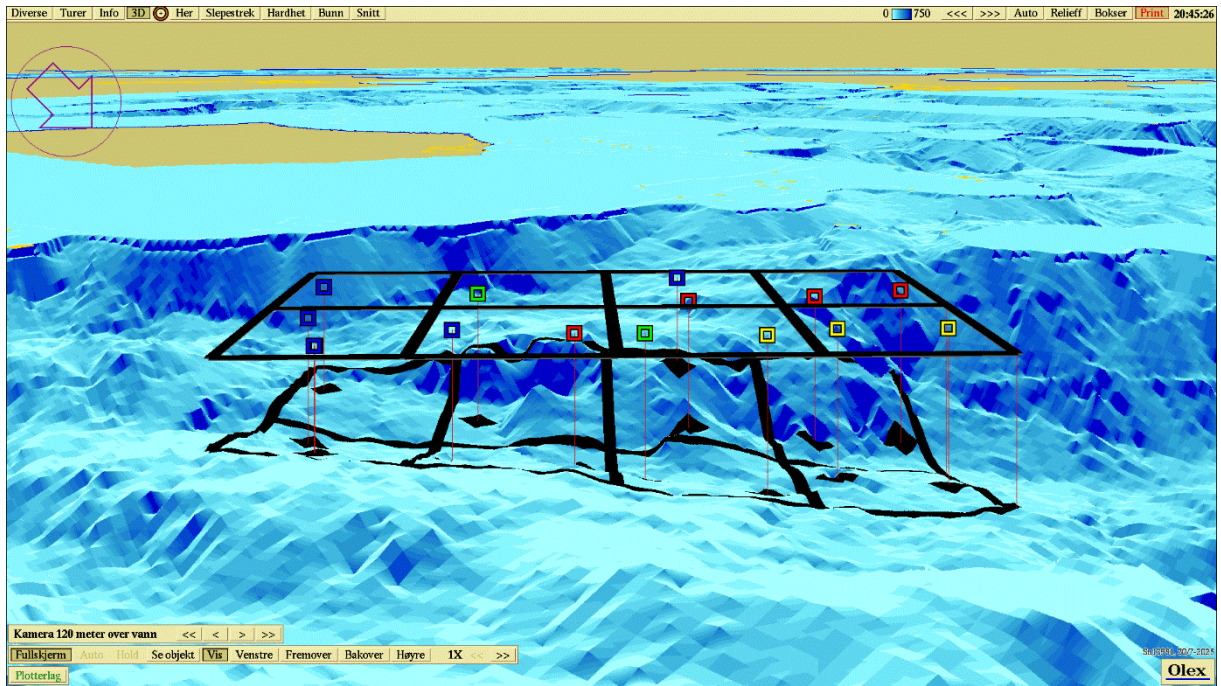 Diverse Turer Info 3D Her Slepestrek Hardhet Bunn Snitt 0 750 <<< >>> Auto Relieff Bokser Print 20:45:26
Kamera 120 meter over vann << < > >>
Fullskjerm Auto Hold Se objekt Vis Venstre Fremover Bakover Høyre 1X << >>
Plotterlag
Olex